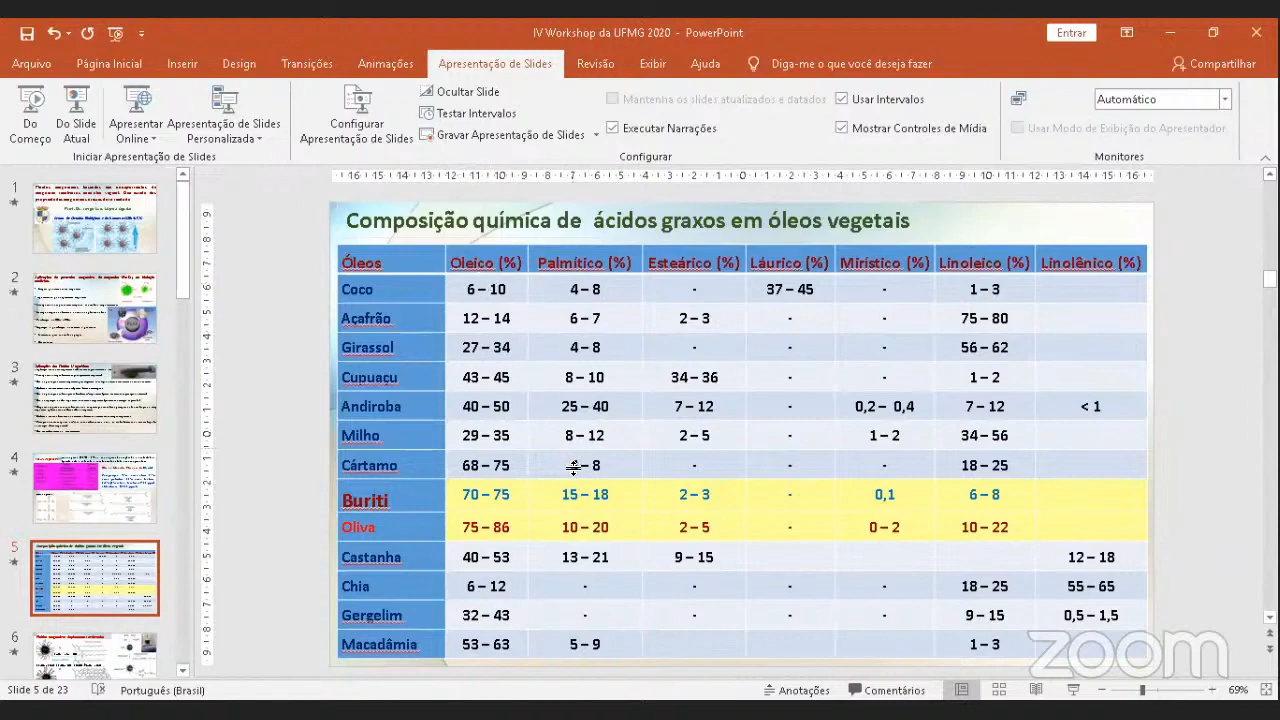 IV Workshop da UFMG 2020 - PowerPoint
Entrar
Arquivo Página Inicial Inserir Design Transições Animações Apresentação de Slides Revisão Exibir Ajuda Diga-me o que você deseja fazer Compartilhar
Do Começo
Do Slide Atual
Apresentar Online
Apresentação de Slides Personalizada
Iniciar Apresentação de Slides
Configurar Apresentação de Slides
Ocultar Slide
Testar Intervalos
Gravar Apresentação de Slides
Mantenha os slides atualizados e datados
Executar Narrações
Usar Intervalos
Mostrar Controles de Mídia
Configurar
Automático
Usar Modo de Exibição do Apresentador
Monitores
1
2
3
4
5
6
Composição química de ácidos graxos em óleos vegetais
Óleos Oleico (%) Palmítico (%) Esteárico (%) Láurico (%) Mirístico (%) Linoleico (%) Linolênico (%)
Coco 6 – 10 4 – 8 - 37 – 45 - 1 – 3
Açafrão 12 – 14 6 – 7 2 – 3 - - 75 – 80
Girassol 27 – 34 4 – 8 - - - 56 – 62
Cupuaçu 43 – 45 8 – 10 34 – 36 - - 1 – 2
Andiroba 40 – 50 25 – 40 7 – 12 - 0,2 – 0,4 7 – 12 < 1
Milho 29 – 35 8 – 12 2 – 5 - 1 – 2 34 – 56
Cártamo 68 – 75 – 8 - - - 18 – 25
Buriti 70 – 75 15 – 18 2 – 3 0,1 6 – 8
Oliva 75 – 86 10 – 20 2 – 5 - 0 – 2 10 – 22
Castanha 40 – 53 13 – 21 9 – 15 12 – 18
Chia 6 – 12 - - - - 18 – 25 55 – 65
Gergelim 32 – 43 - - - - 9 – 15 0,5 – 1,5
Macadâmia 53 – 63 5 – 9 - - - 1 – 3
zoom
Slide 5 de 23 Português (Brasil) Anotações Comentários 69%